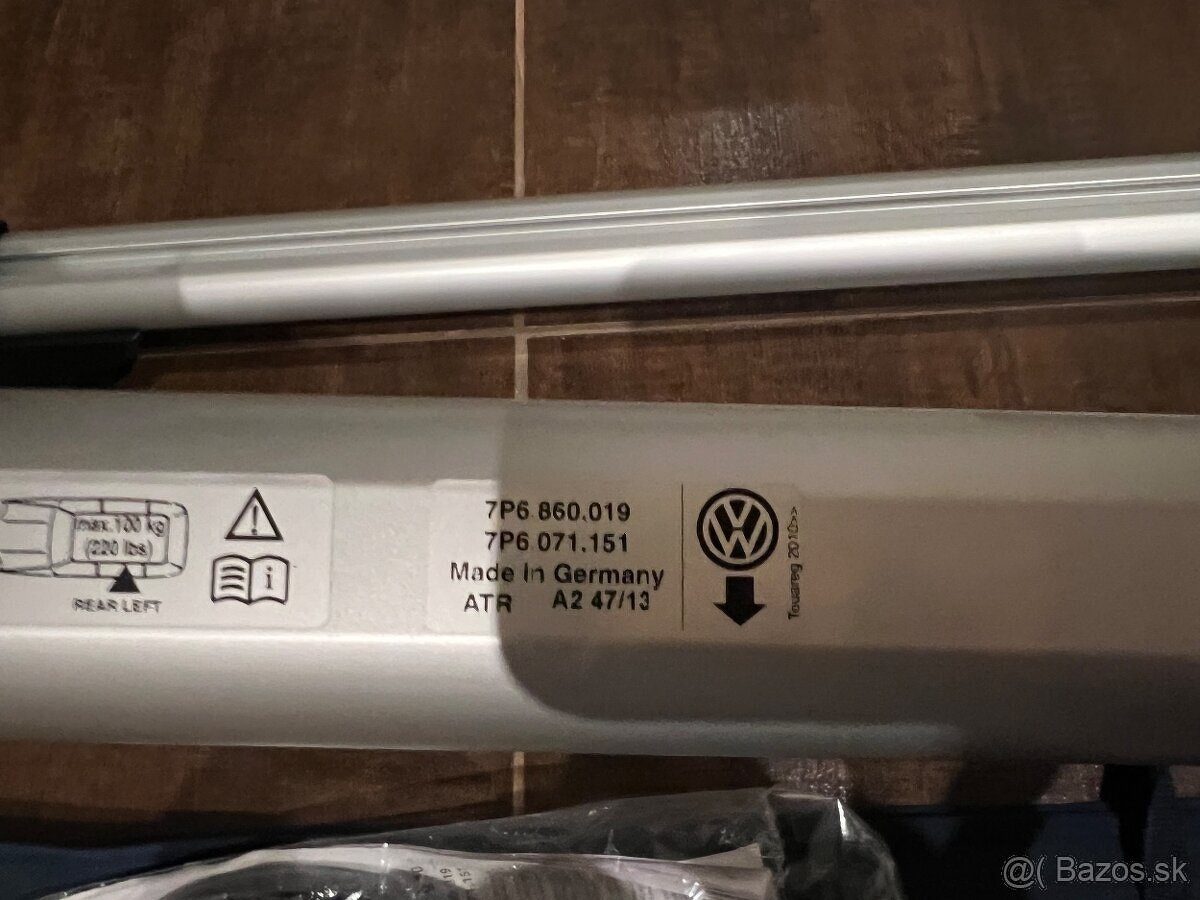 max. 100 kg
(220 lbs)
REAR LEFT
7P6.860.019
7P6.071.151
Made in Germany
ATR A2 47/13
Touareg 2010>>
@( Bazos.sk